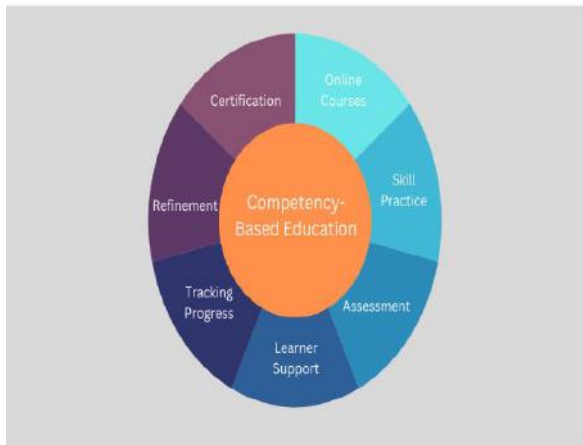 Competency-
Based Education
Online
Courses
Skill
Practice
Assessment
Learner
Support
Tracking
Progress
Refinement
Certification